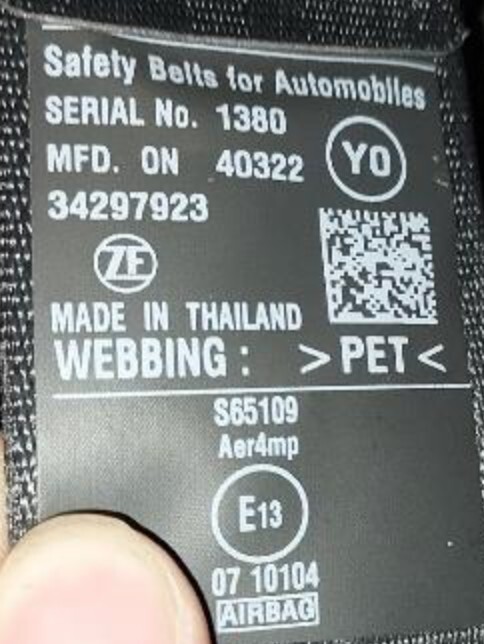 Safety Belts for Automobiles
SERIAL No. 1380
MFD. ON 40322
YO
34297923
ZF
MADE IN THAILAND
WEBBING : >PET<
S65109
Aer4mp
E13
07 10104
AIRBAG